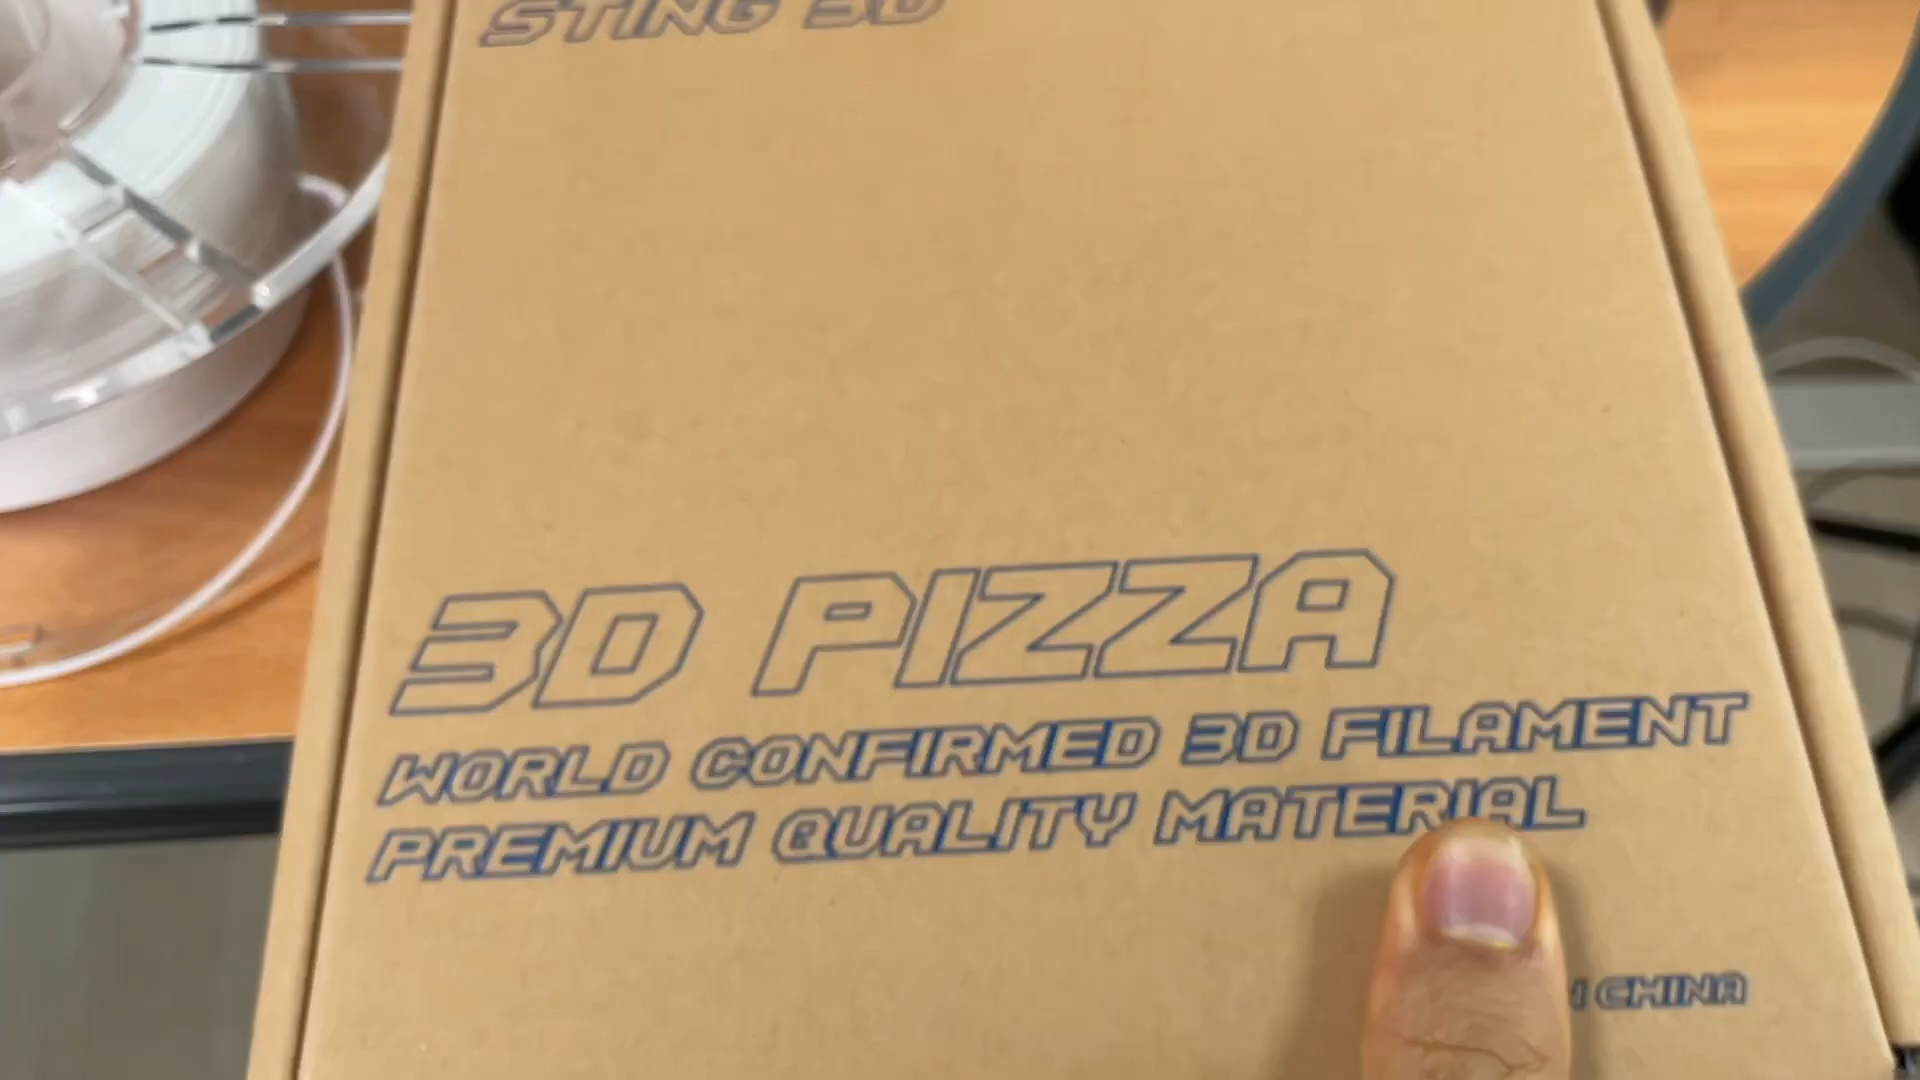 STING 3D
3D PIZZA
WORLD CONFIRMED 3D FILAMENT
PREMIUM QUALITY MATERIAL
CHINA